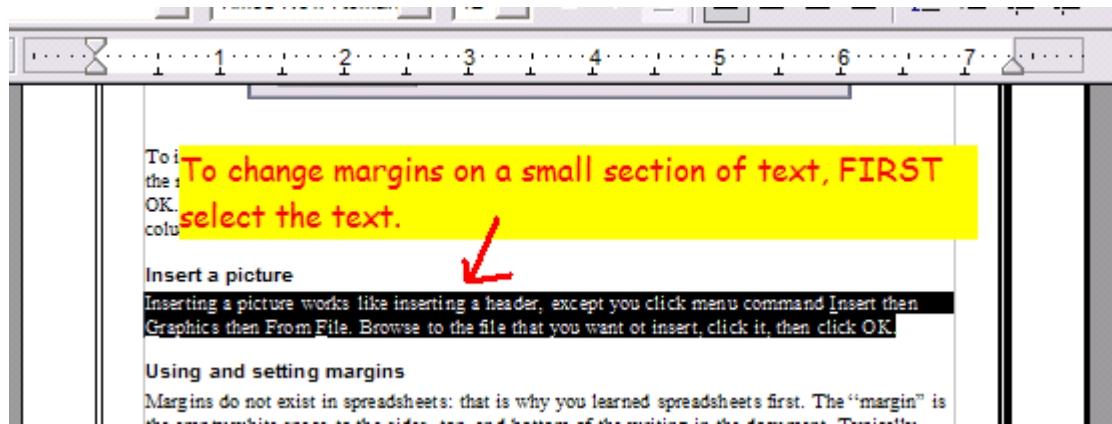 1 2 3 4 5 6 7
To i
the
To change margins on a small section of text, FIRST
OK.
select the text.
colu
Insert a picture
Inserting a picture works like inserting a header, except you click menu command Insert then
Graphics then From File. Browse to the file that you want ot insert, click it, then click OK.
Using and setting margins
Margins do not exist in spreadsheets: that is why you learned spreadsheets first. The “margin” is